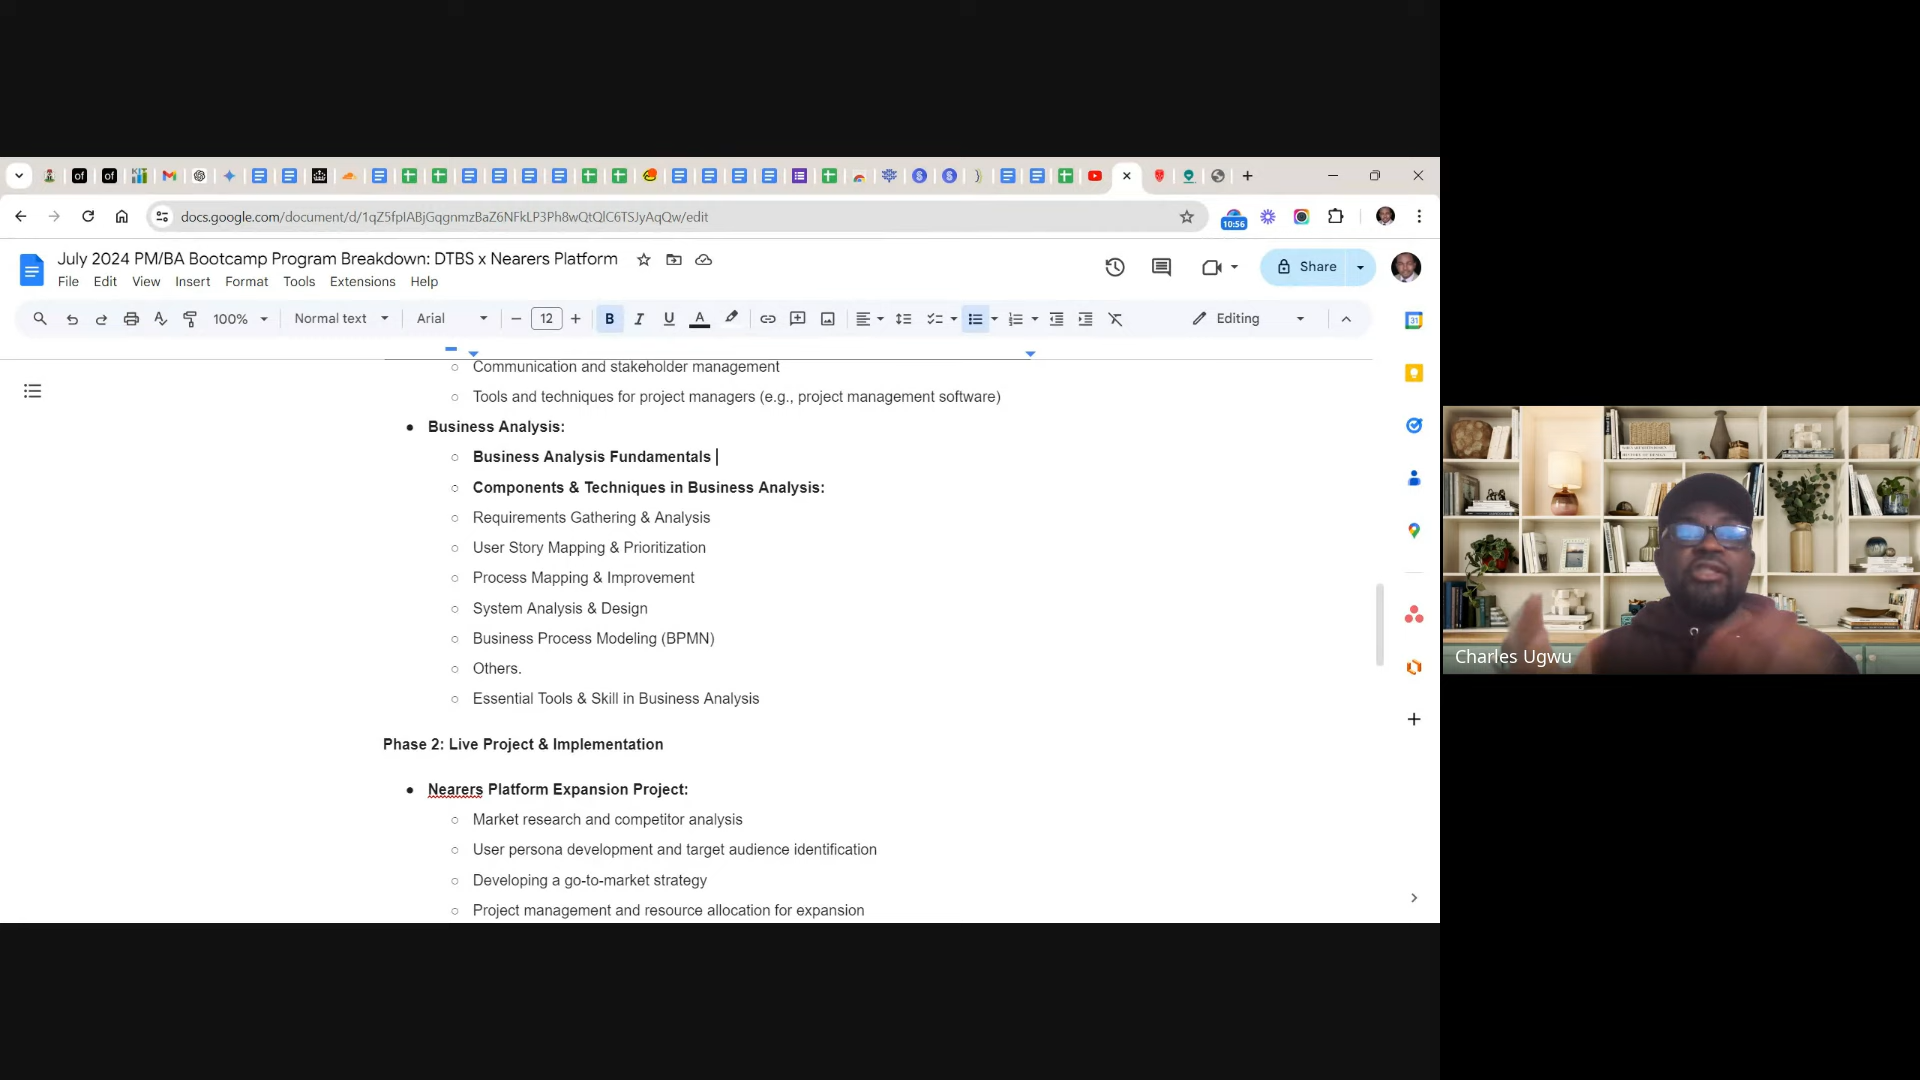 docs.google.com/document/d/1qZ5fpIABjGqgnmzBaZ6NFkLP3Ph8wQtQlC6TSJyAqQw/edit
10:56
July 2024 PM/BA Bootcamp Program Breakdown: DTBS x Nearers Platform
File Edit View Insert Format Tools Extensions Help
Share
100% Normal text Arial 12 B I U A Editing
Communication and stakeholder management
Tools and techniques for project managers (e.g., project management software)
Business Analysis:
Business Analysis Fundamentals
Components & Techniques in Business Analysis:
Requirements Gathering & Analysis
User Story Mapping & Prioritization
Process Mapping & Improvement
System Analysis & Design
Business Process Modeling (BPMN)
Others.
Essential Tools & Skill in Business Analysis
Phase 2: Live Project & Implementation
Nearers Platform Expansion Project:
Market research and competitor analysis
User persona development and target audience identification
Developing a go-to-market strategy
Project management and resource allocation for expansion
Charles Ugwu